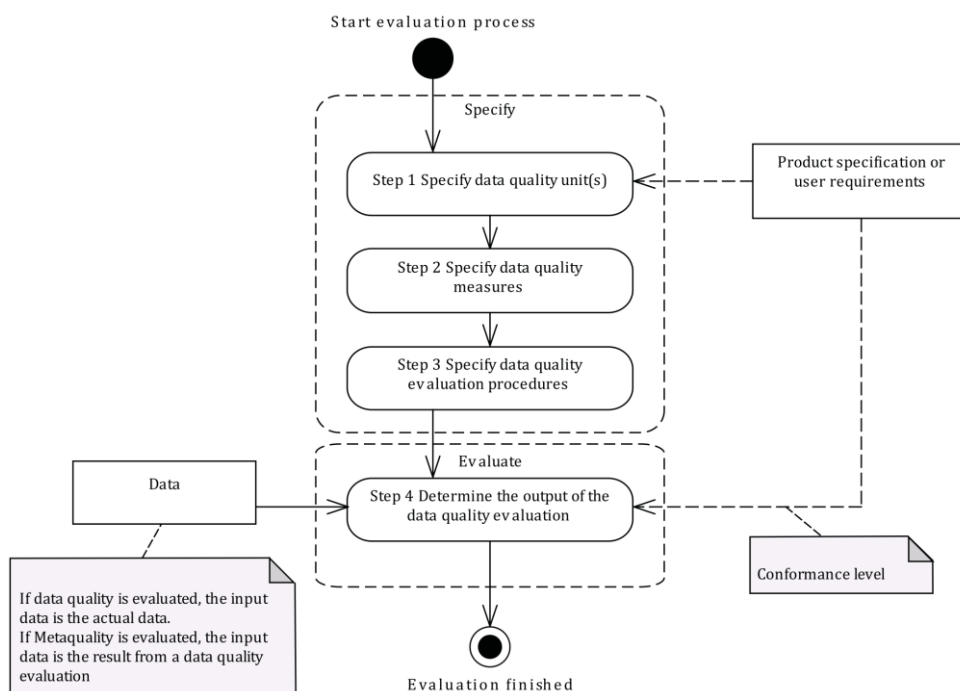 Start evaluation process
Specify
Step 1 Specify data quality unit(s)
Product specification or
user requirements
Step 2 Specify data quality
measures
Step 3 Specify data quality
evaluation procedures
Evaluate
Data
Step 4 Determine the output of the
data quality evaluation
Conformance level
If data quality is evaluated, the input
data is the actual data.
If Metaquality is evaluated, the input
data is the result from a data quality
evaluation
Evaluation finished